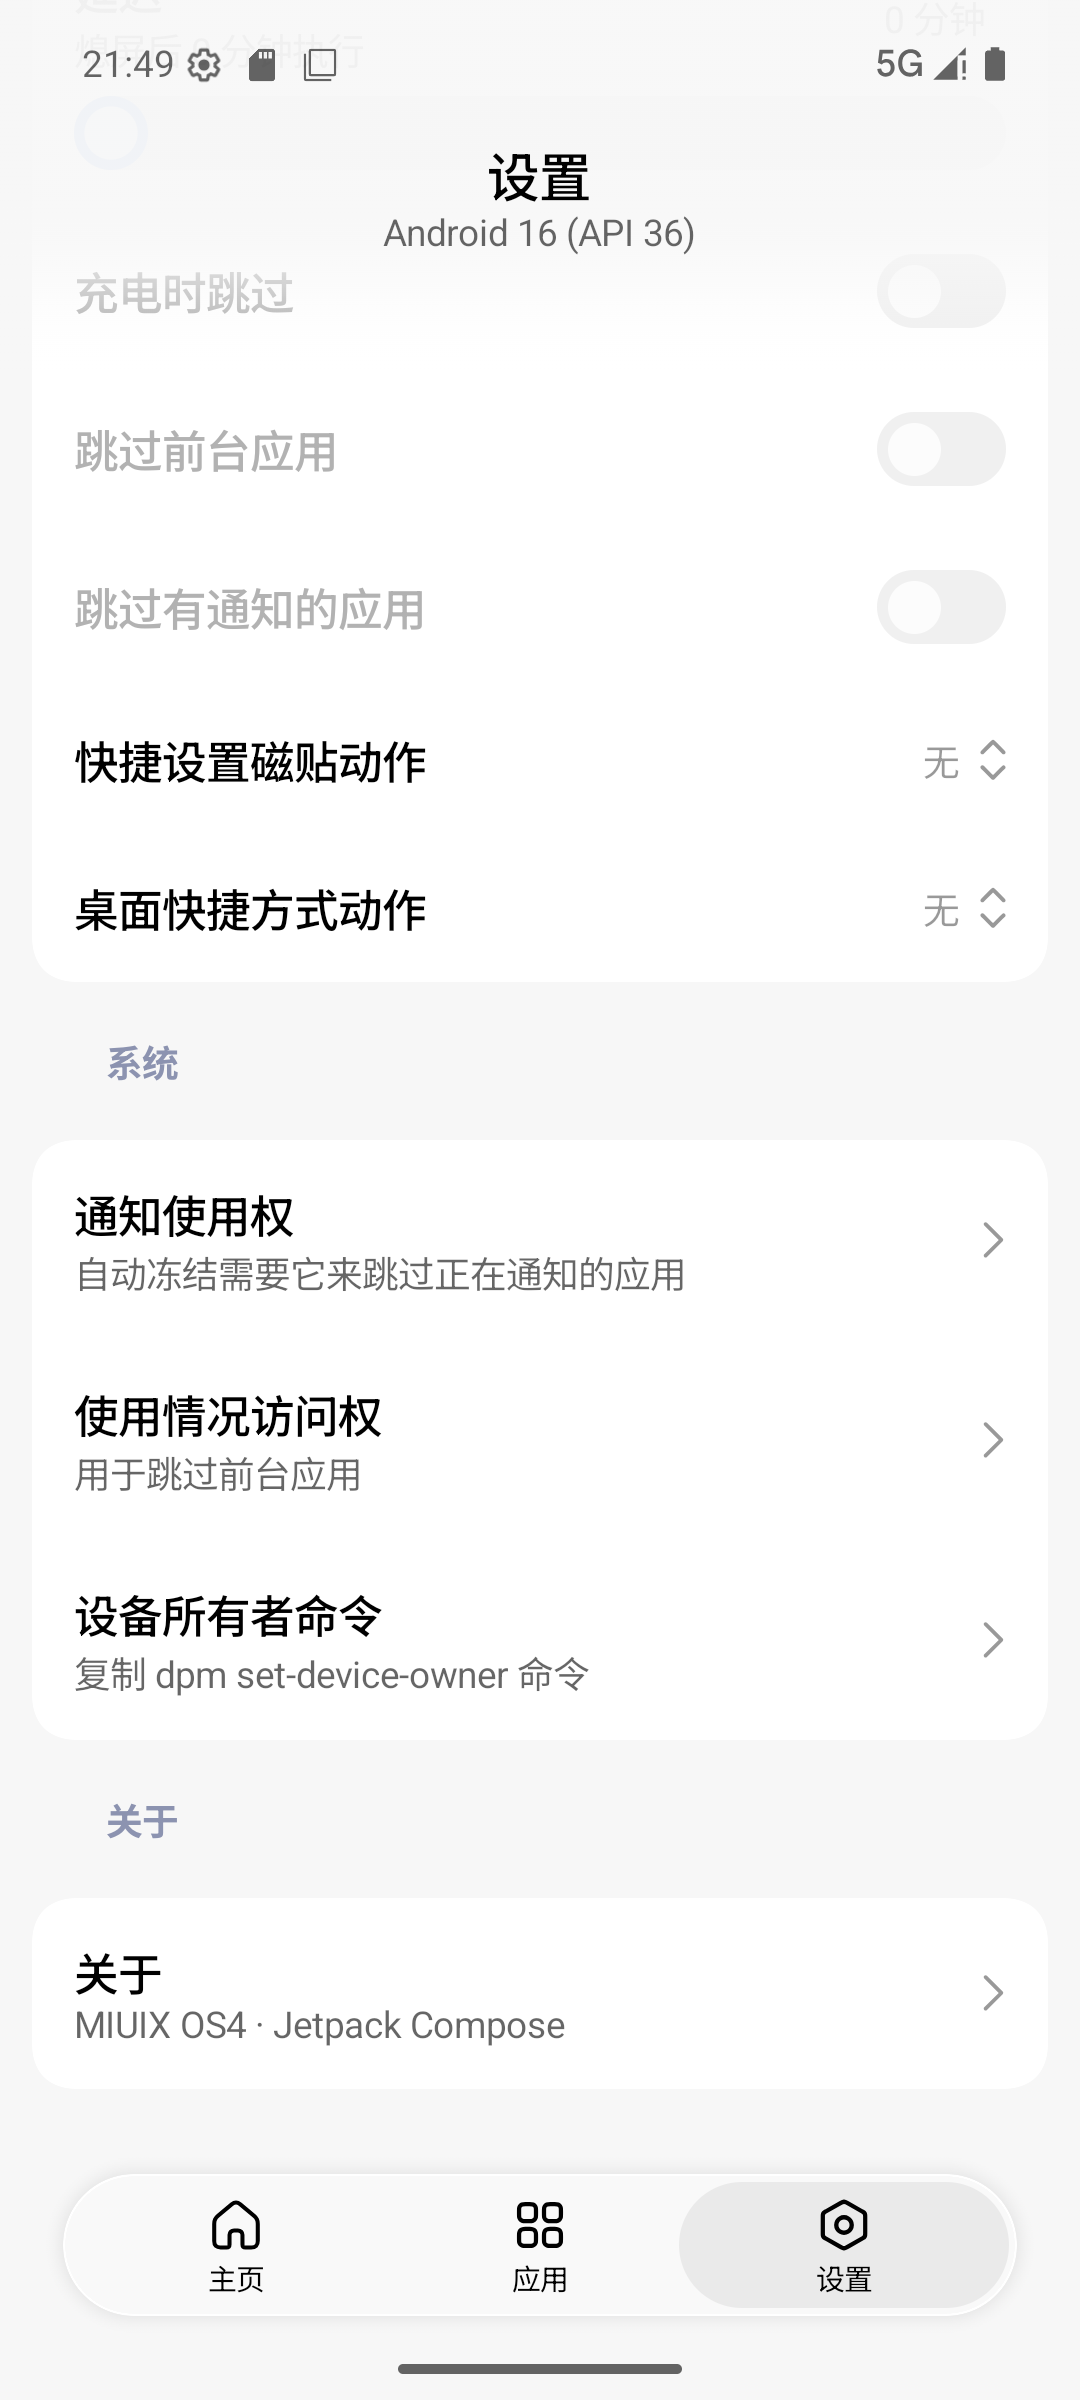 0 分钟
21:49
5G
设置
Android 16 (API 36)
充电时跳过
跳过前台应用
跳过有通知的应用
快捷设置磁贴动作
无
桌面快捷方式动作
无
系统
通知使用权
自动冻结需要它来跳过正在通知的应用
使用情况访问权
用于跳过前台应用
设备所有者命令
复制 dpm set-device-owner 命令
关于
关于
MIUIX OS4 · Jetpack Compose
主页
应用
设置